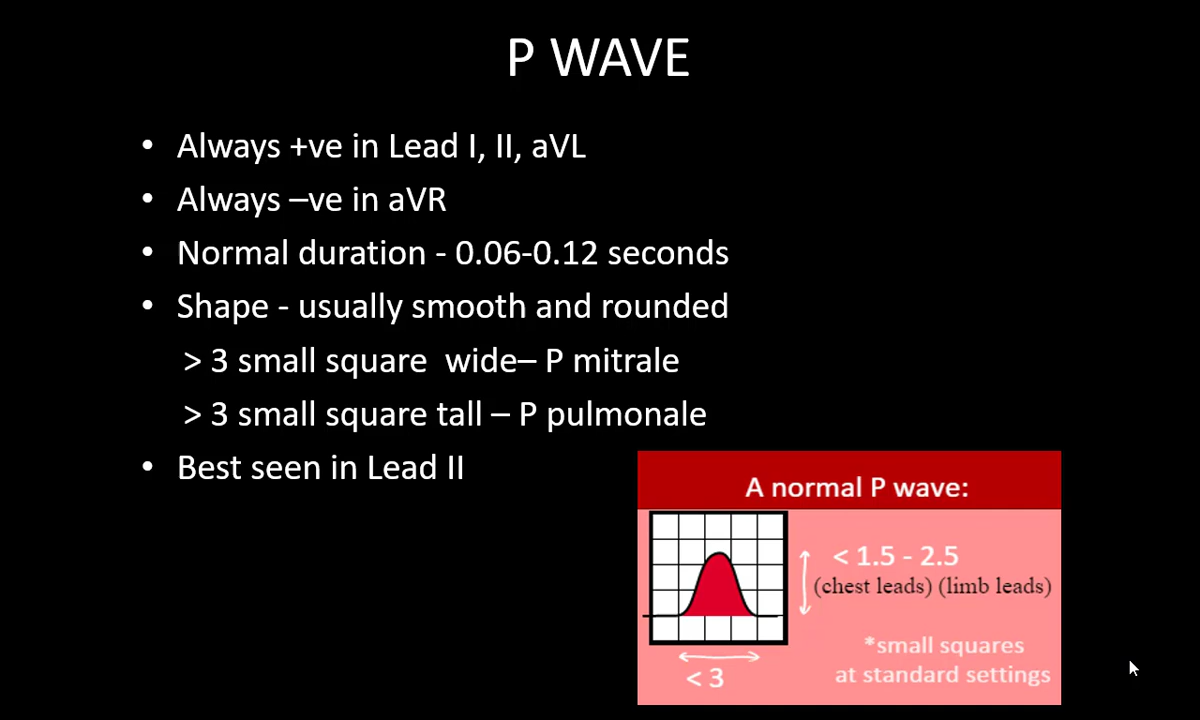 P WAVE
• Always +ve in Lead I, II, aVL
• Always –ve in aVR
• Normal duration - 0.06-0.12 seconds
• Shape - usually smooth and rounded
> 3 small square wide– P mitrale
> 3 small square tall – P pulmonale
• Best seen in Lead II
A normal P wave:
< 1.5 - 2.5
(chest leads) (limb leads)
*small squares
at standard settings
< 3